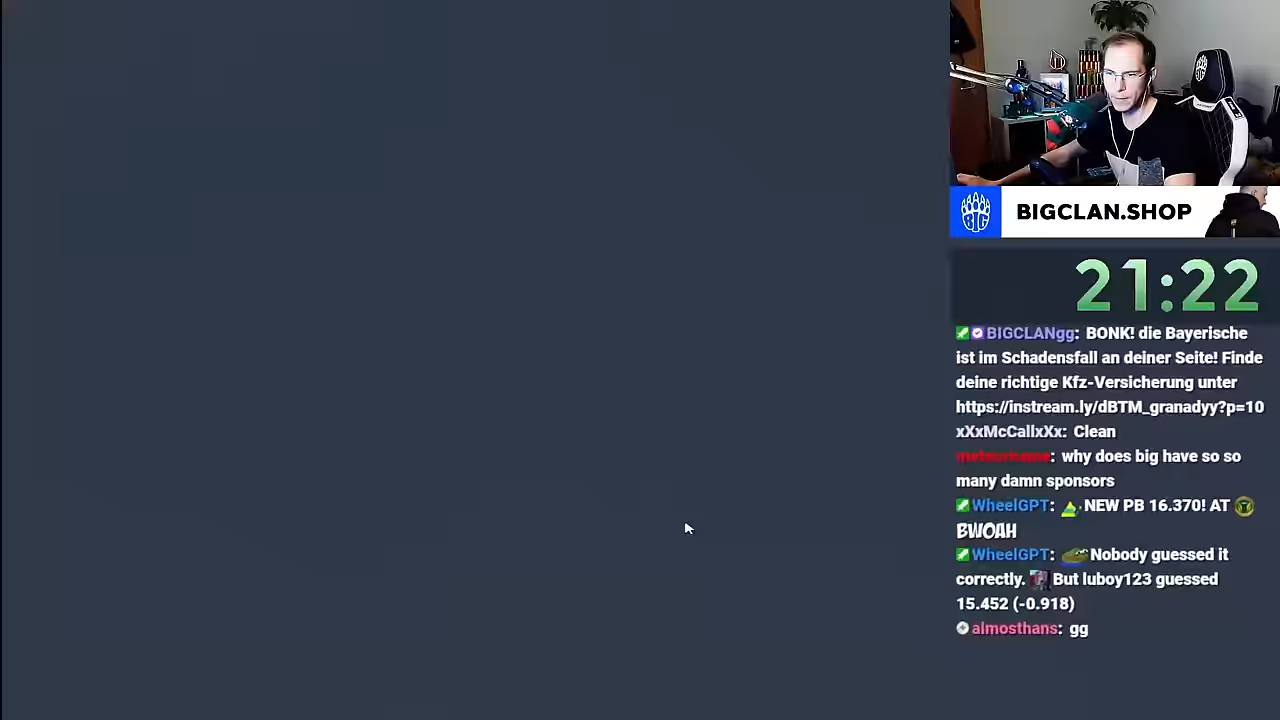 BIG
BIGCLAN.SHOP
21:22
BIGCLANgg: BONK! die Bayerische
ist im Schadensfall an deiner Seite! Finde
deine richtige Kfz-Versicherung unter
https://instream.ly/dBTM_granadyy?p=10
xXxMcCallxXx: Clean
: why does big have so so
many damn sponsors
WheelGPT: NEW PB 16.370! AT
BWOAH
WheelGPT: Nobody guessed it
correctly. But luboy123 guessed
15.452 (-0.918)
almosthans: gg